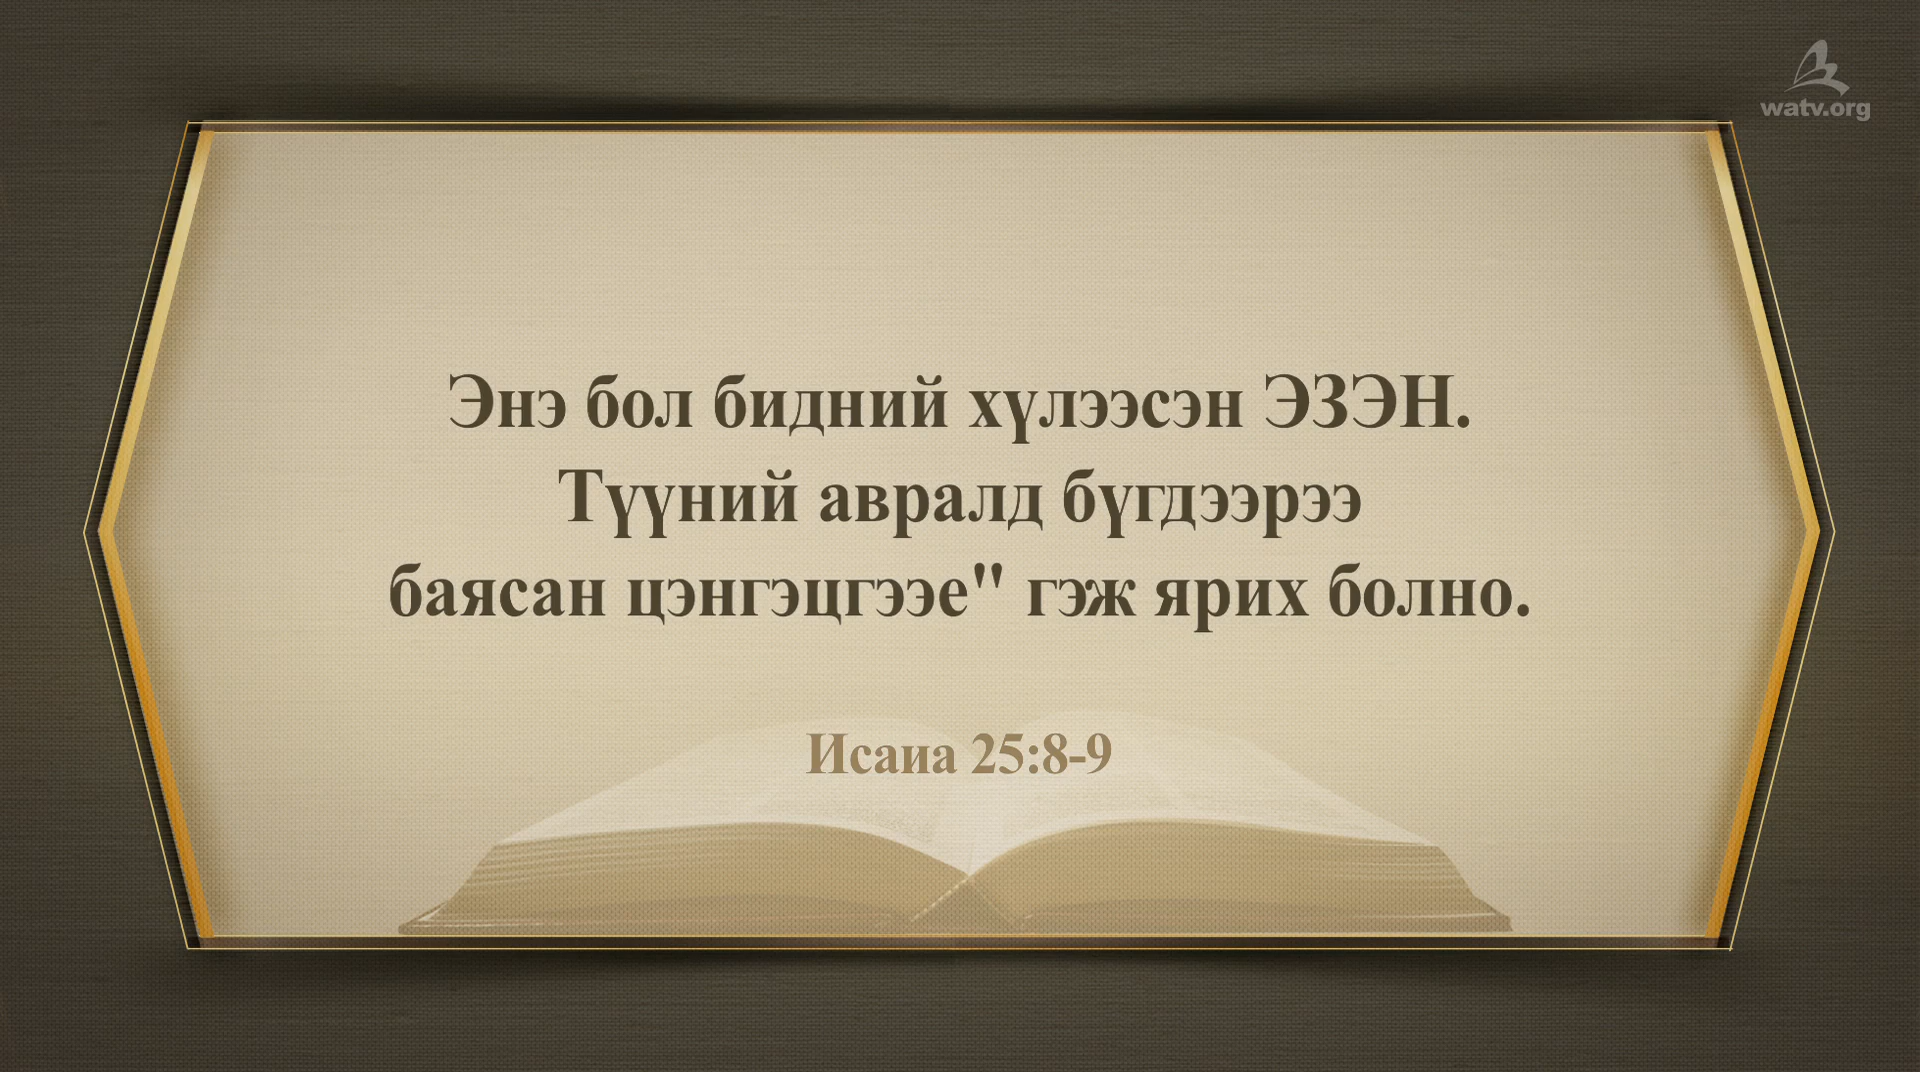 watv.org
Энэ бол бидний хүлээсэн ЭЗЭН.
Түүний авралд бүгдээрээ
баясан цэнгэцгээе" гэж ярих болно.
Исаиа 25:8-9